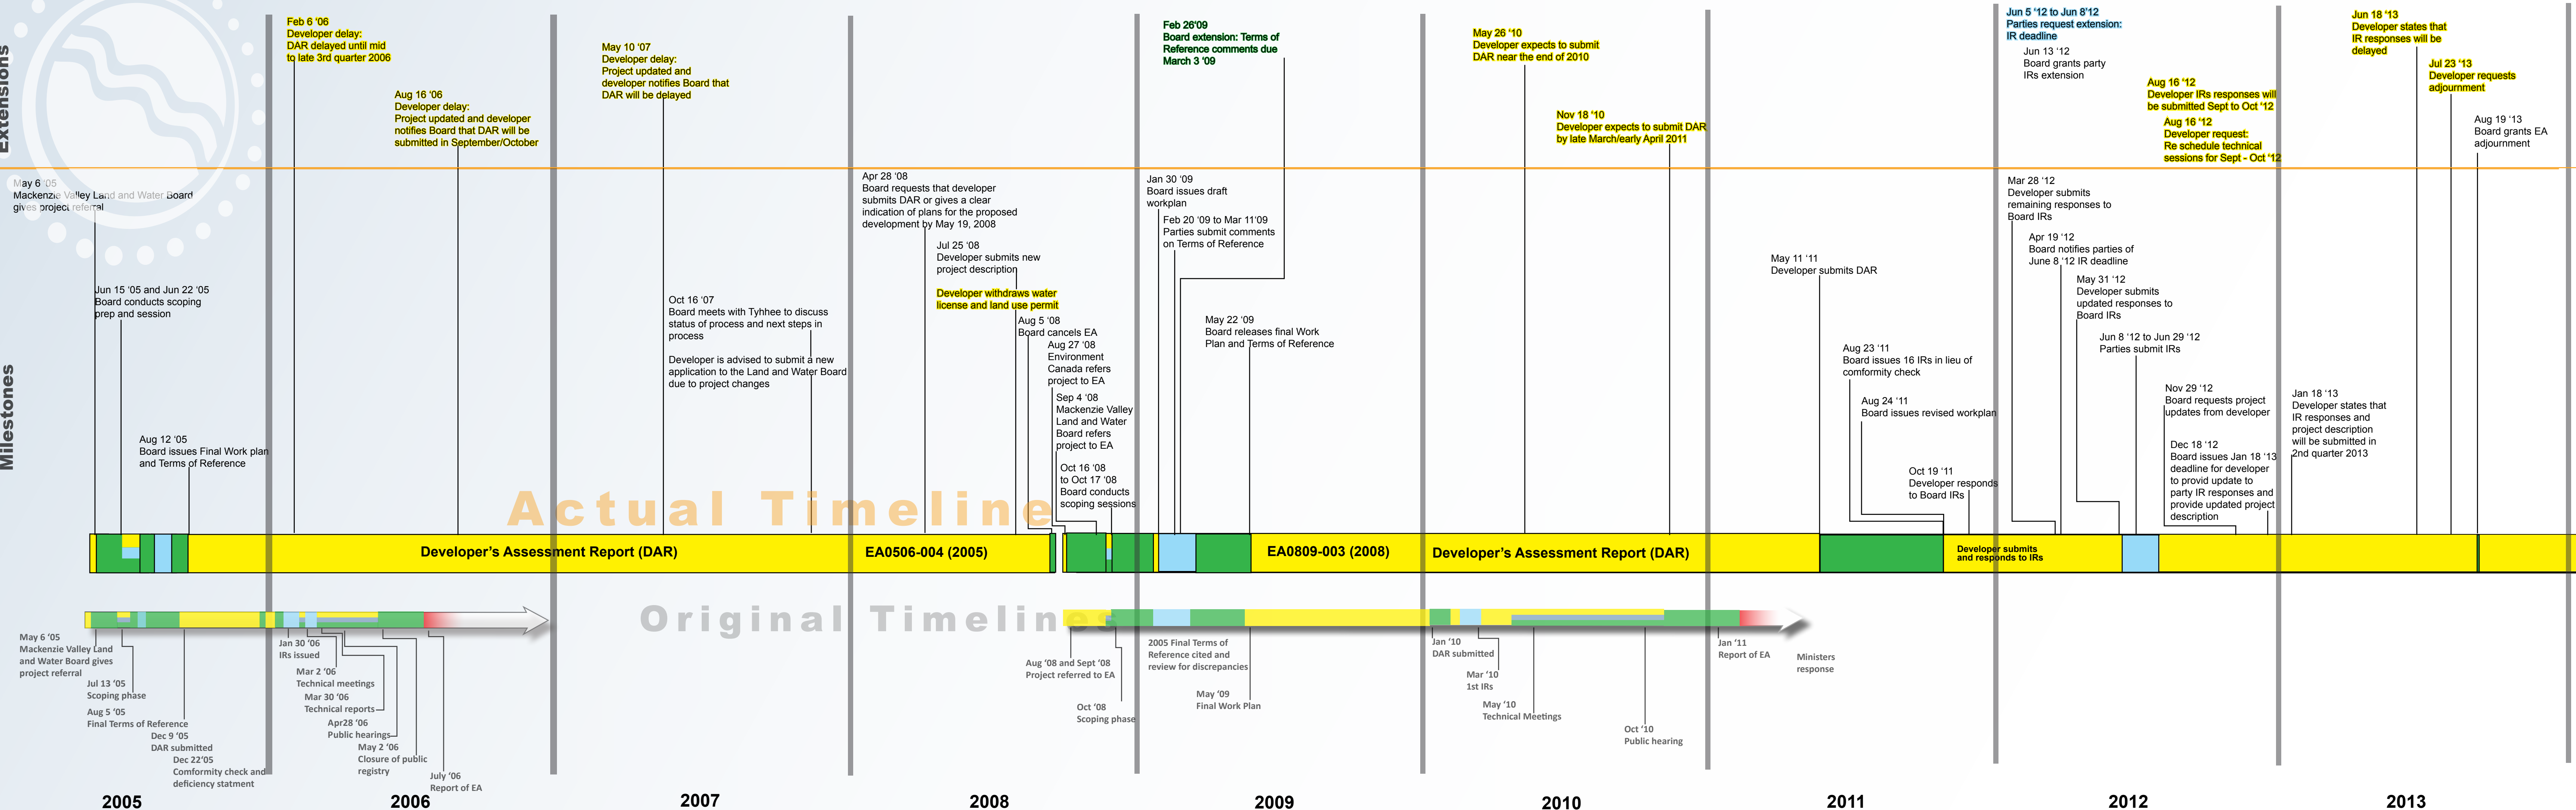 Extensions
Feb 6 ‘06
Developer delay:
DAR delayed until mid
to late 3rd quarter 2006
Aug 16 ‘06
Developer delay:
Project updated and developer
notifies Board that DAR will be
submitted in September/October
May 10 ‘07
Developer delay:
Project updated and
developer notifies Board that
DAR will be delayed
Feb 26‘09
Board extension: Terms of
Reference comments due
March 3 ‘09
May 26 ‘10
Developer expects to submit
DAR near the end of 2010
Nov 18 ‘10
Developer expects to submit DAR
by late March/early April 2011
Jun 5 ‘12 to Jun 8‘12
Parties request extension:
IR deadline
Jun 13 ‘12
Board grants party
IRs extension
Aug 16 ‘12
Developer IRs responses will
be submitted Sept to Oct ‘12
Aug 16 ‘12
Developer request:
Re schedule technical
sessions for Sept - Oct ‘12
Jun 18 ‘13
Developer states that
IR responses will be
delayed
Jul 23 ‘13
Developer requests
adjournment
Aug 19 ‘13
Board grants EA
adjournment
Milestones
May 6 ‘05
Mackenzie Valley Land and Water Board
gives project referral
Jun 15 ‘05 and Jun 22 ‘05
Board conducts scoping
prep and session
Aug 12 ‘05
Board issues Final Work plan
and Terms of Reference
Oct 16 ‘07
Board meets with Tyhhee to discuss
status of process and next steps in
process
Developer is advised to submit a new
application to the Land and Water Board
due to project changes
Apr 28 ‘08
Board requests that developer
submits DAR or gives a clear
indication of plans for the proposed
development by May 19, 2008
Jul 25 ‘08
Developer submits new
project description
Developer withdraws water
license and land use permit
Aug 5 ‘08
Board cancels EA
Aug 27 ‘08
Environment
Canada refers
project to EA
Sep 4 ‘08
Mackenzie Valley
Land and Water
Board refers
project to EA
Oct 16 ‘08
to Oct 17 ‘08
Board conducts
scoping sessions
Jan 30 ‘09
Board issues draft
workplan
Feb 20 ‘09 to Mar 11‘09
Parties submit comments
on Terms of Reference
May 22 ‘09
Board releases final Work
Plan and Terms of Reference
May 11 ‘11
Developer submits DAR
Aug 23 ‘11
Board issues 16 IRs in lieu of
comformity check
Aug 24 ‘11
Board issues revised workplan
Oct 19 ‘11
Developer responds
to Board IRs
Mar 28 ‘12
Developer submits
remaining responses to
Board IRs
Apr 19 ‘12
Board notifies parties of
June 8 ‘12 IR deadline
May 31 ‘12
Developer submits
updated responses to
Board IRs
Jun 8 ‘12 to Jun 29 ‘12
Parties submit IRs
Nov 29 ‘12
Board requests project
updates from developer
Dec 18 ‘12
Board issues Jan 18 ‘13
deadline for developer
to provid update to
party IR responses and
provide updated project
description
Jan 18 ‘13
Developer states that
IR responses and
project description
will be submitted in
2nd quarter 2013
Actual Timeline
Developer’s Assessment Report (DAR)
EA0506-004 (2005)
EA0809-003 (2008)
Developer’s Assessment Report (DAR)
Developer submits
and responds to IRs
Original Timelines
May 6 ‘05
Mackenzie Valley Land
and Water Board gives
project referral
Jul 13 ‘05
Scoping phase
Aug 5 ‘05
Final Terms of Reference
Dec 9 ‘05
DAR submitted
Dec 22‘05
Comformity check and
deficiency statment
Jan 30 ‘06
IRs issued
Mar 2 ‘06
Technical meetings
Mar 30 ‘06
Technical reports
Apr28 ‘06
Public hearings
May 2 ‘06
Closure of public
registry
July ‘06
Report of EA
Aug ‘08 and Sept ‘08
Project referred to EA
Oct ‘08
Scoping phase
2005 Final Terms of
Reference cited and
review for discrepancies
May ‘09
Final Work Plan
Jan ‘10
DAR submitted
Mar ‘10
1st IRs
May ‘10
Technical Meetings
Oct ‘10
Public hearing
Jan ‘11
Report of EA
Ministers
response
2005
2006
2007
2008
2009
2010
2011
2012
2013